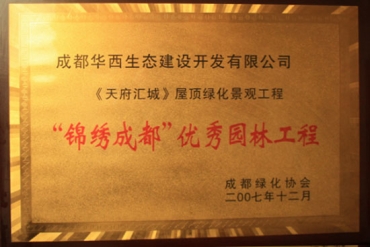 成都华西生态建设开发有限公司
《天府汇城》屋顶绿化景观工程
“锦绣成都”优秀园林工程
成都绿化协会
二00七年十二月